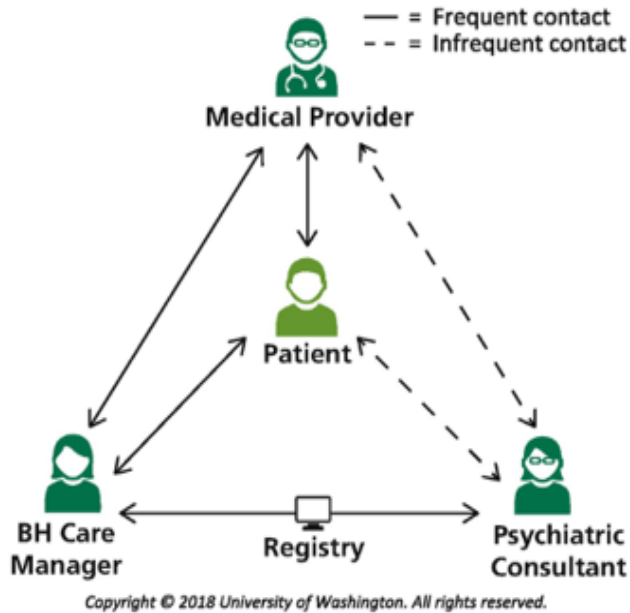 = Frequent contact
= Infrequent contact
Medical Provider
Patient
BH Care
Manager
Registry
Psychiatric
Consultant
Copyright © 2018 University of Washington. All rights reserved.